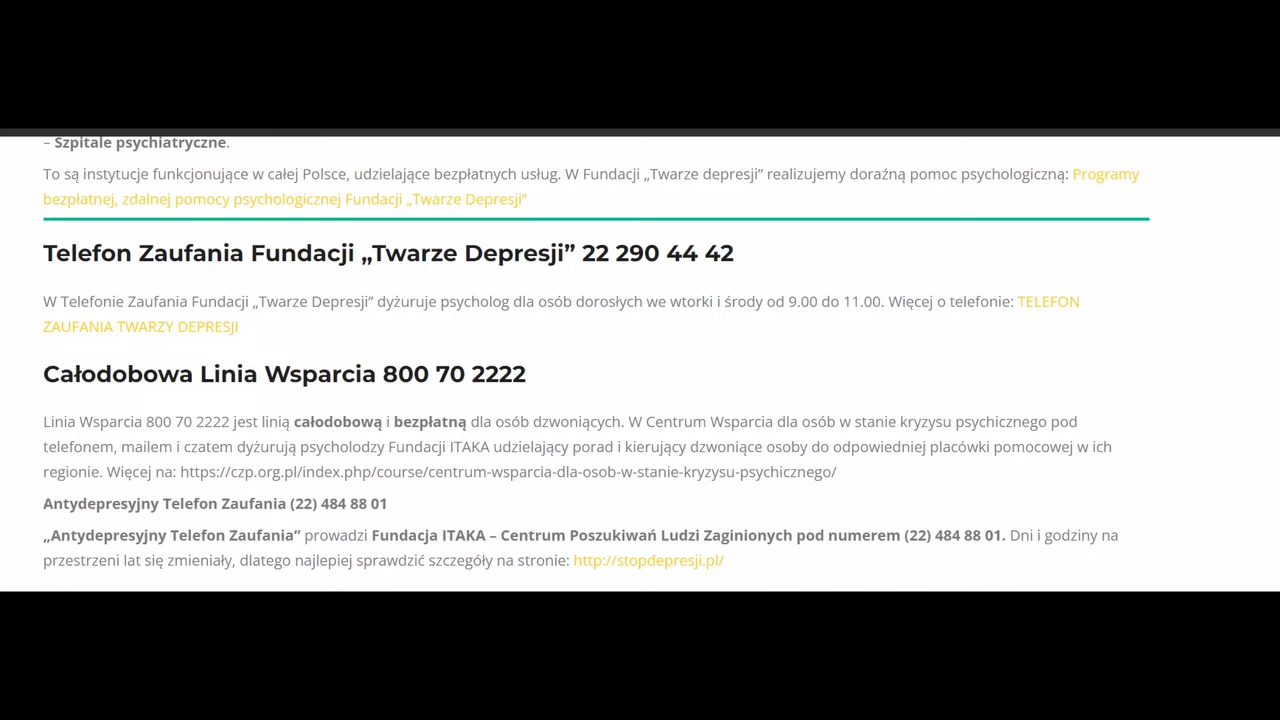 – Szpitale psychiatryczne.
To są instytucje funkcjonujące w całej Polsce, udzielające bezpłatnych usług. W Fundacji „Twarze depresji” realizujemy doraźną pomoc psychologiczną: Programy
bezpłatnej, zdalnej pomocy psychologicznej Fundacji „Twarze Depresji”
Telefon Zaufania Fundacji „Twarze Depresji” 22 290 44 42
W Telefonie Zaufania Fundacji „Twarze Depresji” dyżuruje psycholog dla osób dorosłych we wtorki i środy od 9.00 do 11.00. Więcej o telefonie: TELEFON
ZAUFANIA TWARZY DEPRESJI
Całodobowa Linia Wsparcia 800 70 2222
Linia Wsparcia 800 70 2222 jest linią całodobową i bezpłatną dla osób dzwoniących. W Centrum Wsparcia dla osób w stanie kryzysu psychicznego pod
telefonem, mailem i czatem dyżurują psycholodzy Fundacji ITAKA udzielający porad i kierujący dzwoniące osoby do odpowiedniej placówki pomocowej w ich
regionie. Więcej na: https://czp.org.pl/index.php/course/centrum-wsparcia-dla-osob-w-stanie-kryzysu-psychicznego/
Antydepresyjny Telefon Zaufania (22) 484 88 01
„Antydepresyjny Telefon Zaufania” prowadzi Fundacja ITAKA – Centrum Poszukiwań Ludzi Zaginionych pod numerem (22) 484 88 01. Dni i godziny na
przestrzeni lat się zmieniały, dlatego najlepiej sprawdzić szczegóły na stronie: http://stopdepresji.pl/